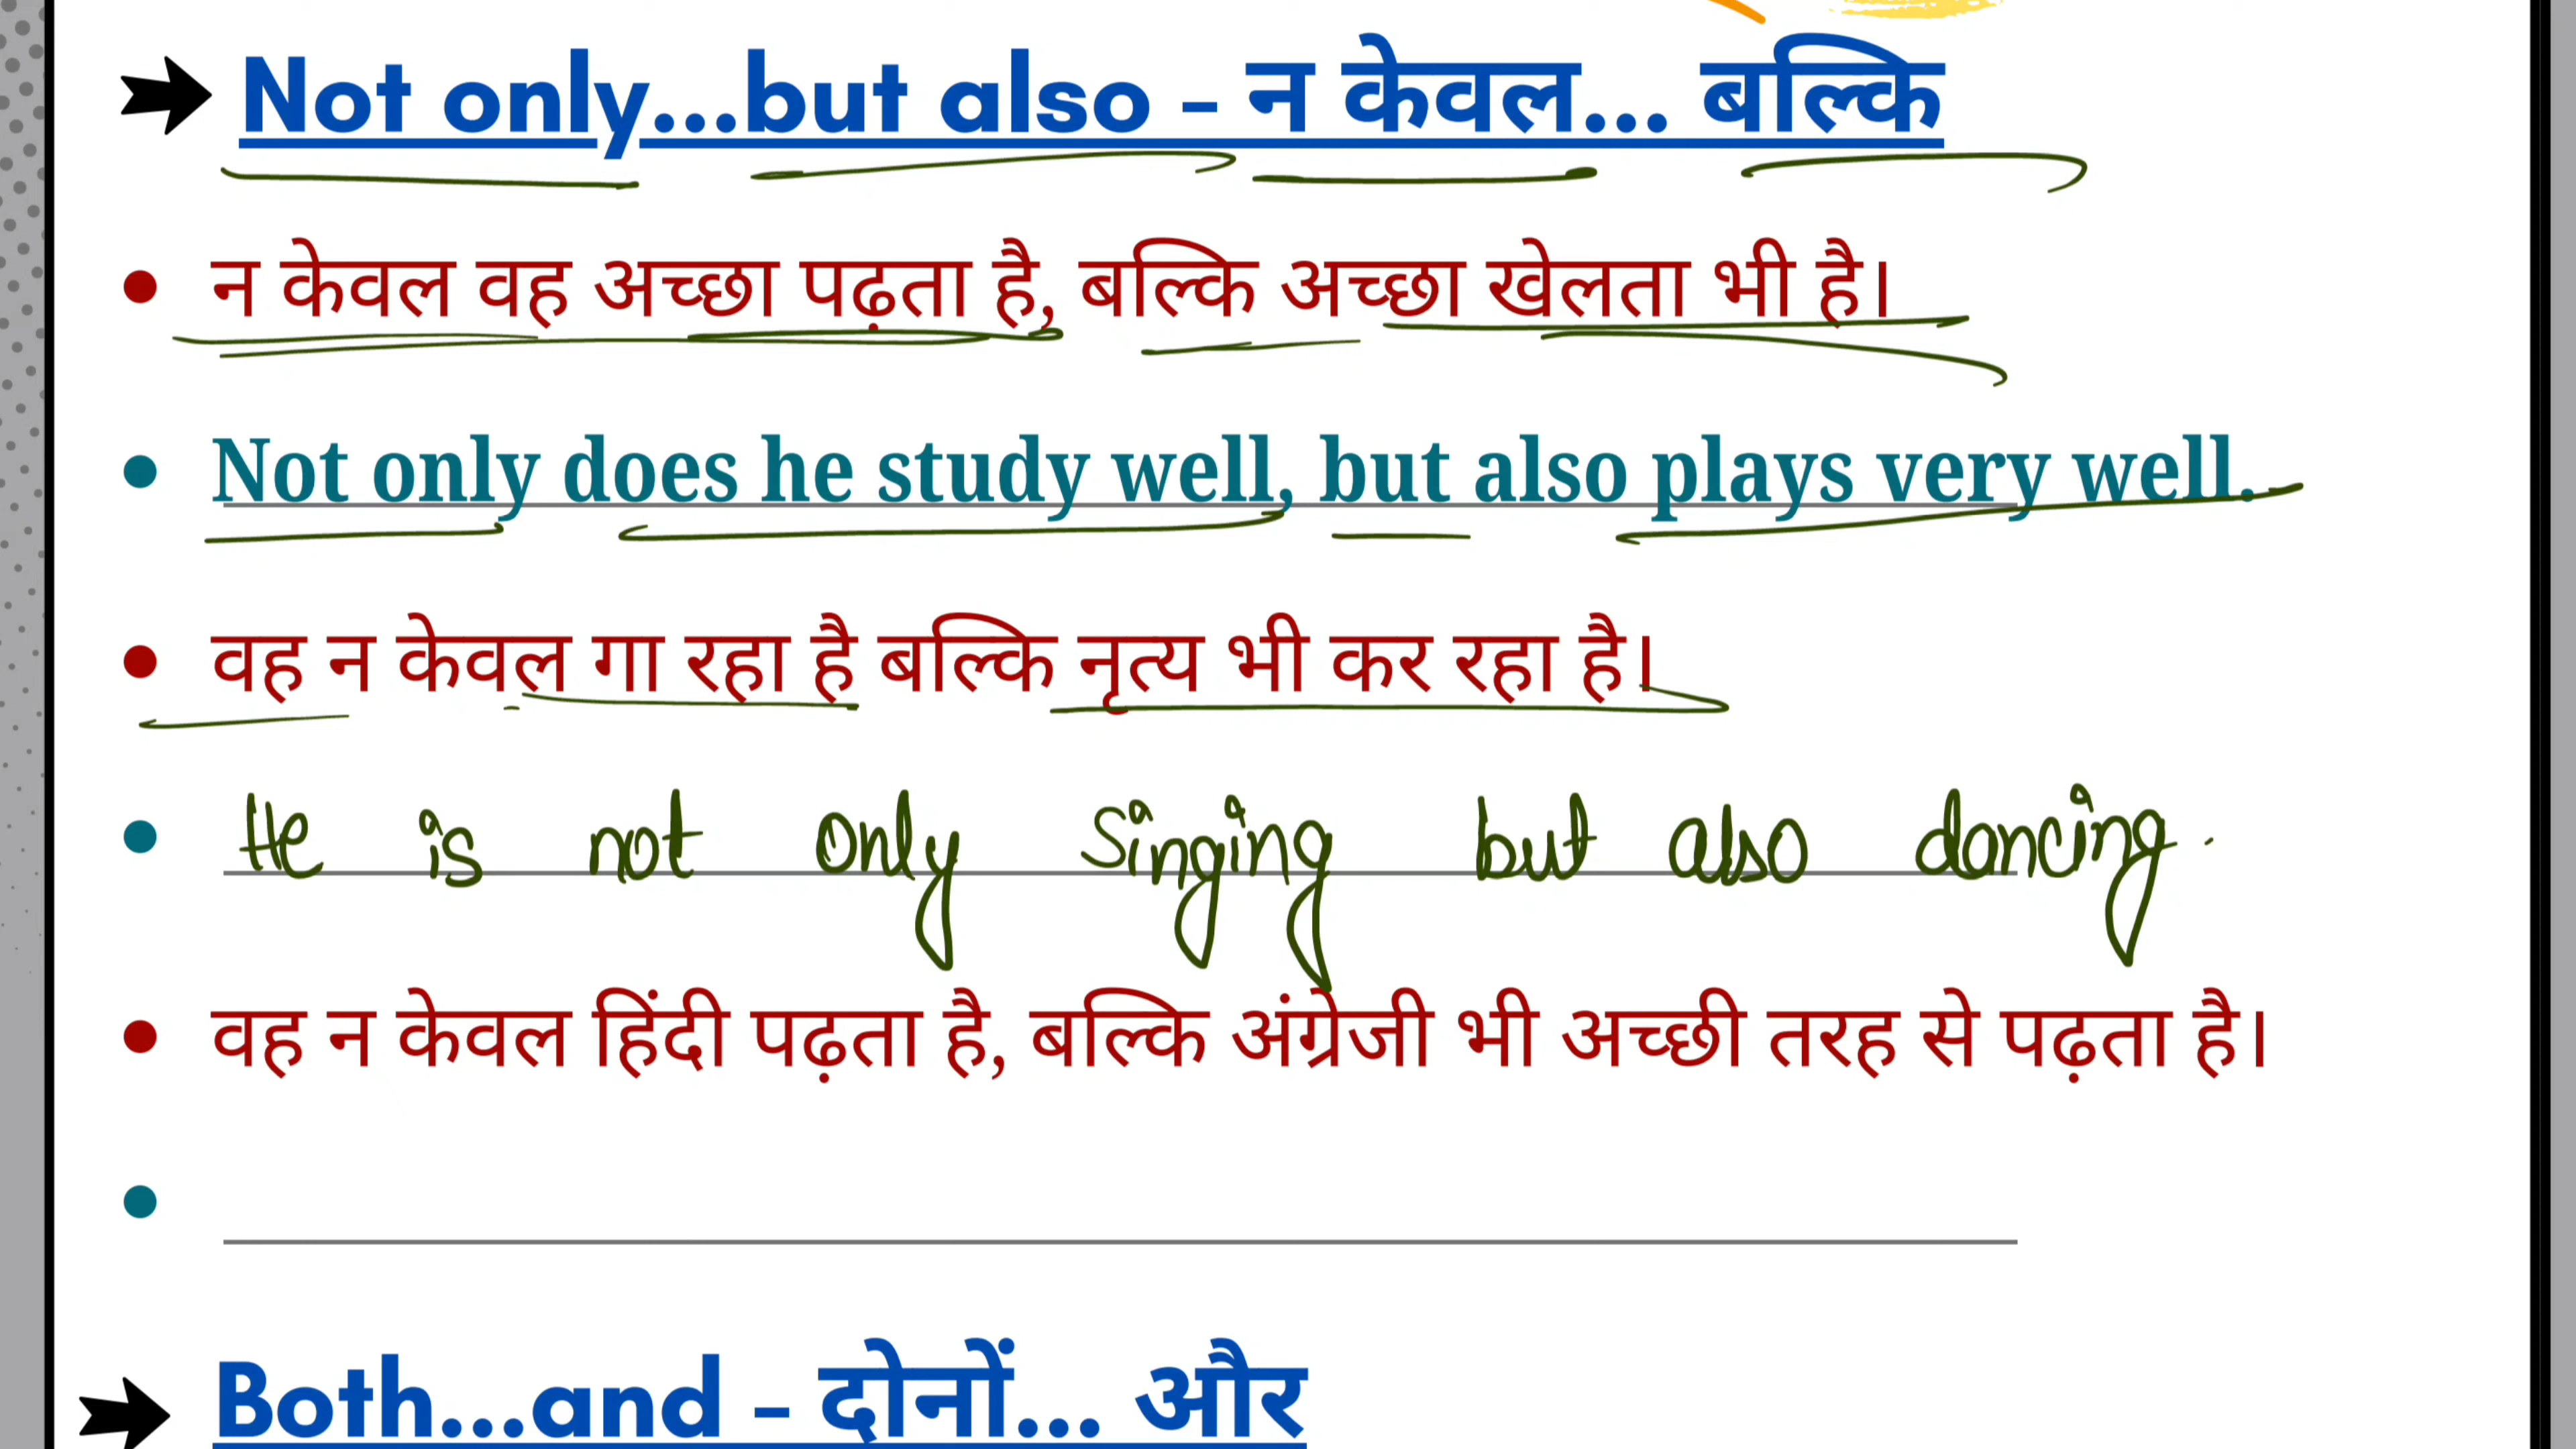 Not only...but also - न केवल... बल्कि
न केवल वह अच्छा पढ़ता है, बल्कि अच्छा खेलता भी है।
Not only does he study well, but also plays very well.
वह न केवल गा रहा है बल्कि नृत्य भी कर रहा है।
He is not only singing but also dancing.
वह न केवल हिंदी पढ़ता है, बल्कि अंग्रेजी भी अच्छी तरह से पढ़ता है।
Both...and - दोनों... और